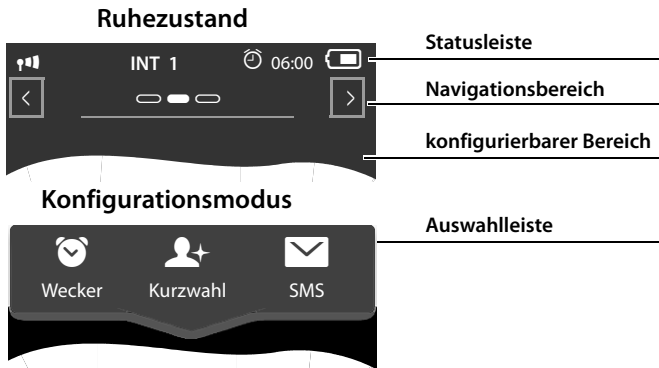 Ruhezustand
INT 1 06:00
Statusleiste
Navigationsbereich
konfigurierbarer Bereich
Konfigurationsmodus
Auswahlleiste
Wecker Kurzwahl SMS